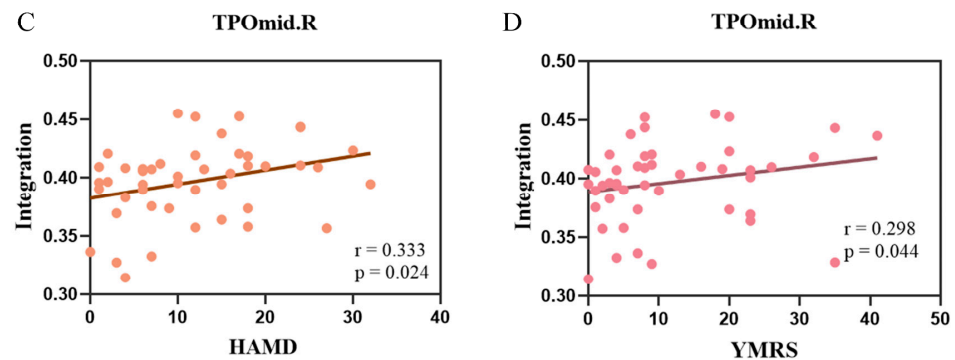 C
TPOmid.R
Integration
0.50
0.45
0.40
0.35
0.30
0
10
20
30
40
r = 0.333
p = 0.024
HAMD
D
TPOmid.R
Integration
0.50
0.45
0.40
0.35
0.30
0
10
20
30
40
50
r = 0.298
p = 0.044
YMRS